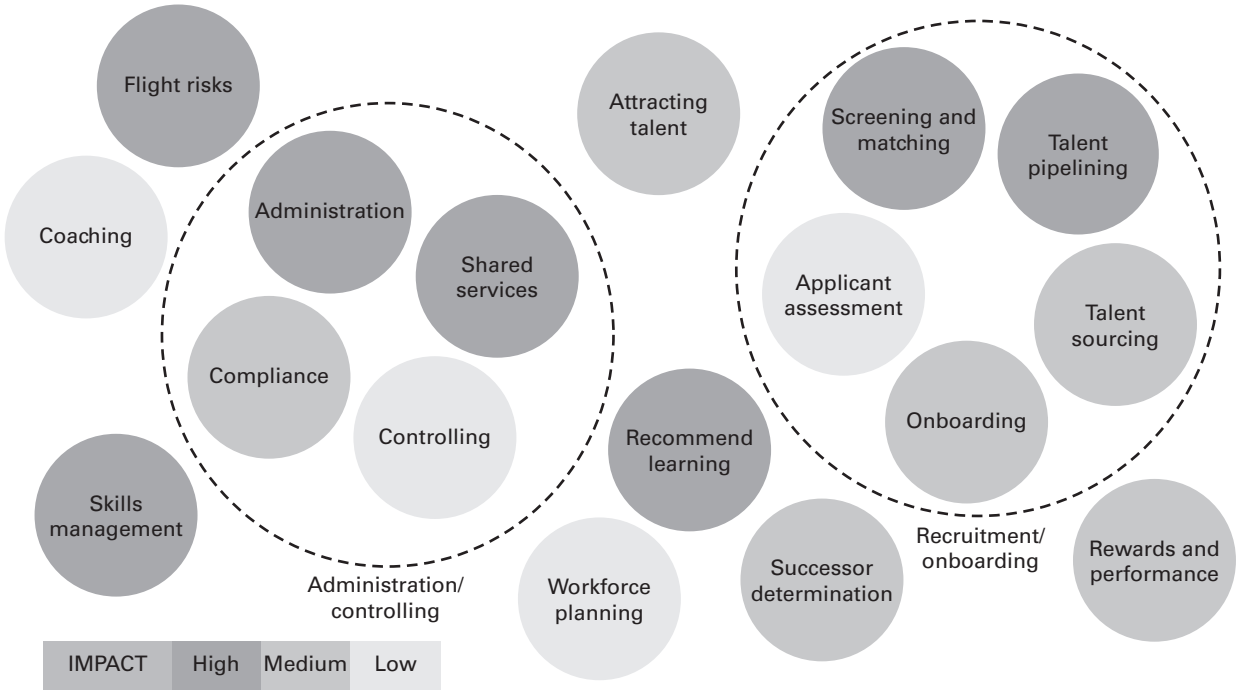 Flight risks
Coaching
Administration
Shared
services
Compliance
Controlling
Administration/
controlling
Skills
management
Attracting
talent
Screening and
matching
Talent
pipelining
Applicant
assessment
Talent
sourcing
Onboarding
Recruitment/
onboarding
Recommend
learning
Workforce
planning
Successor
determination
Rewards and
performance
IMPACT High Medium Low